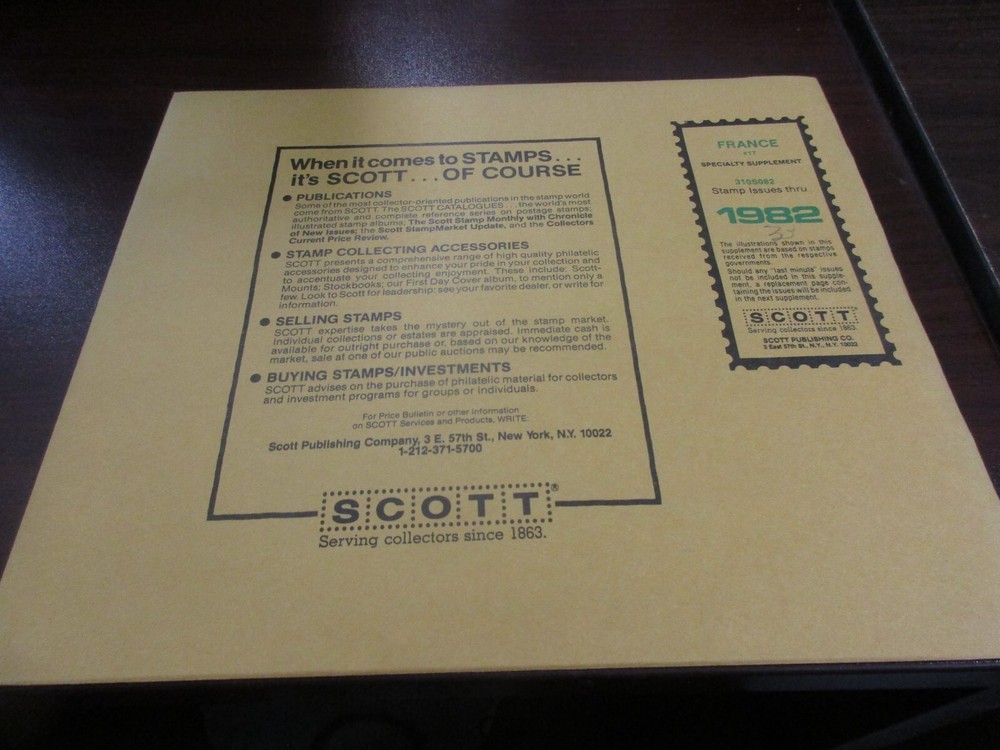 When it comes to STAMPS...
it's SCOTT...OF COURSE
● PUBLICATIONS
Some of the most collector-oriented publications in the stamp world
come from SCOTT. The SCOTT CATALOGUES . . . the world's most
authoritative and complete reference series on postage stamps;
illustrated stamp albums; The Scott Stamp Monthly with Chronicle
of New Issues; the Scott StampMarket Update, and the Collectors
Current Price Review.
● STAMP COLLECTING ACCESSORIES
SCOTT presents a comprehensive range of high quality philatelic
accessories designed to enhance your pride in your collection and
to accentuate your collecting enjoyment. These include: Scott-
Mounts; Stockbooks; our First Day Cover album, to mention only a
few. Look to Scott for leadership: see your favorite dealer, or write for
information.
● SELLING STAMPS
SCOTT expertise takes the mystery out of the stamp market.
Individual collections or estates are appraised. Immediate cash is
available for outright purchase or, based on our knowledge of the
market, sale at one of our public auctions may be recommended.
● BUYING STAMPS/INVESTMENTS
SCOTT advises on the purchase of philatelic material for collectors
and investment programs for groups or individuals.
For Price Bulletin or other information
on SCOTT Services and Products, WRITE:
Scott Publishing Company, 3 E. 57th St., New York, N.Y. 10022
1-212-371-5700
SCOTT®
Serving collectors since 1863.
FRANCE
#17
SPECIALTY SUPPLEMENT
310S082
Stamp Issues thru
1982
The illustrations shown in this
supplement are based on stamps
received from the respective
governments.
Should any "last minute" issues
not be included in this supple-
ment, a replacement page con-
taining the issues will be included
in the next supplement.
SCOTT
Serving collectors since 1863.
SCOTT PUBLISHING CO.
3 East 57th St., N.Y., N.Y. 10022